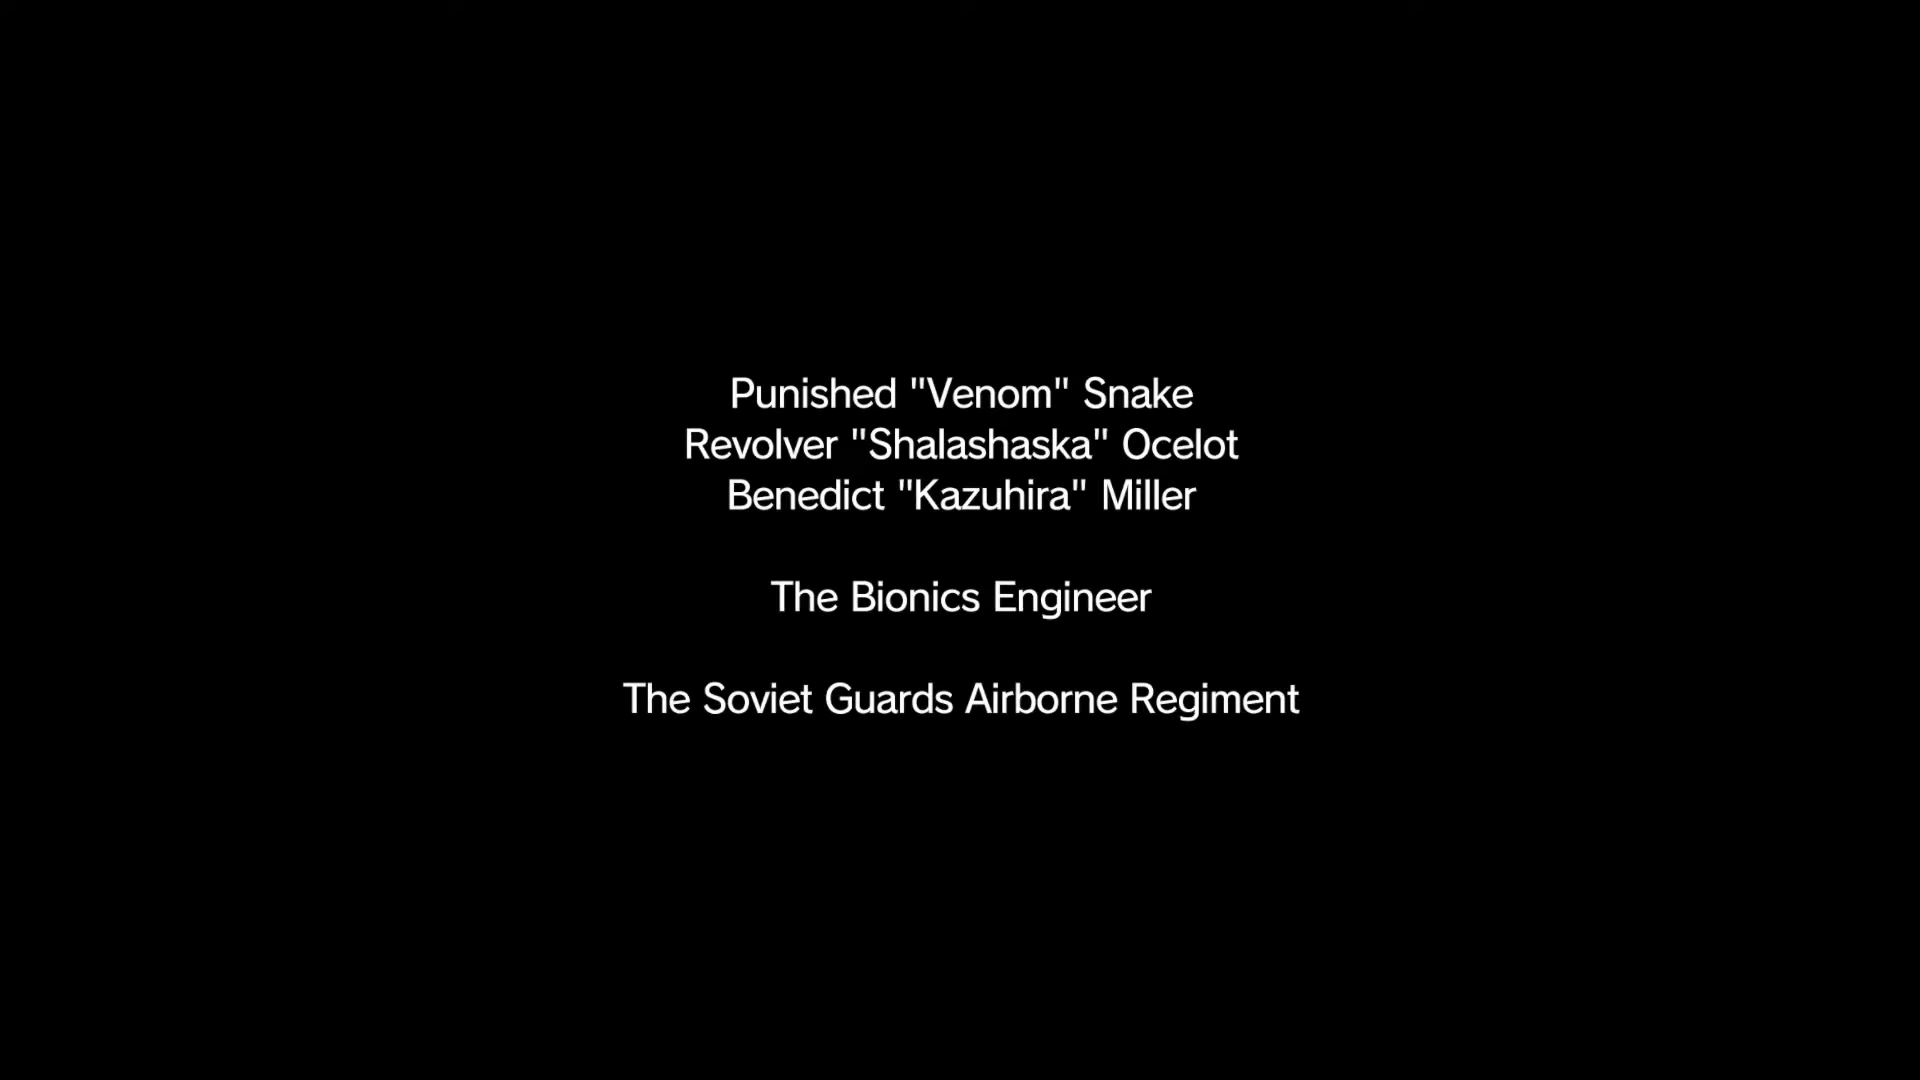 Punished "Venom" Snake
Revolver "Shalashaska" Ocelot
Benedict "Kazuhira" Miller
The Bionics Engineer
The Soviet Guards Airborne Regiment